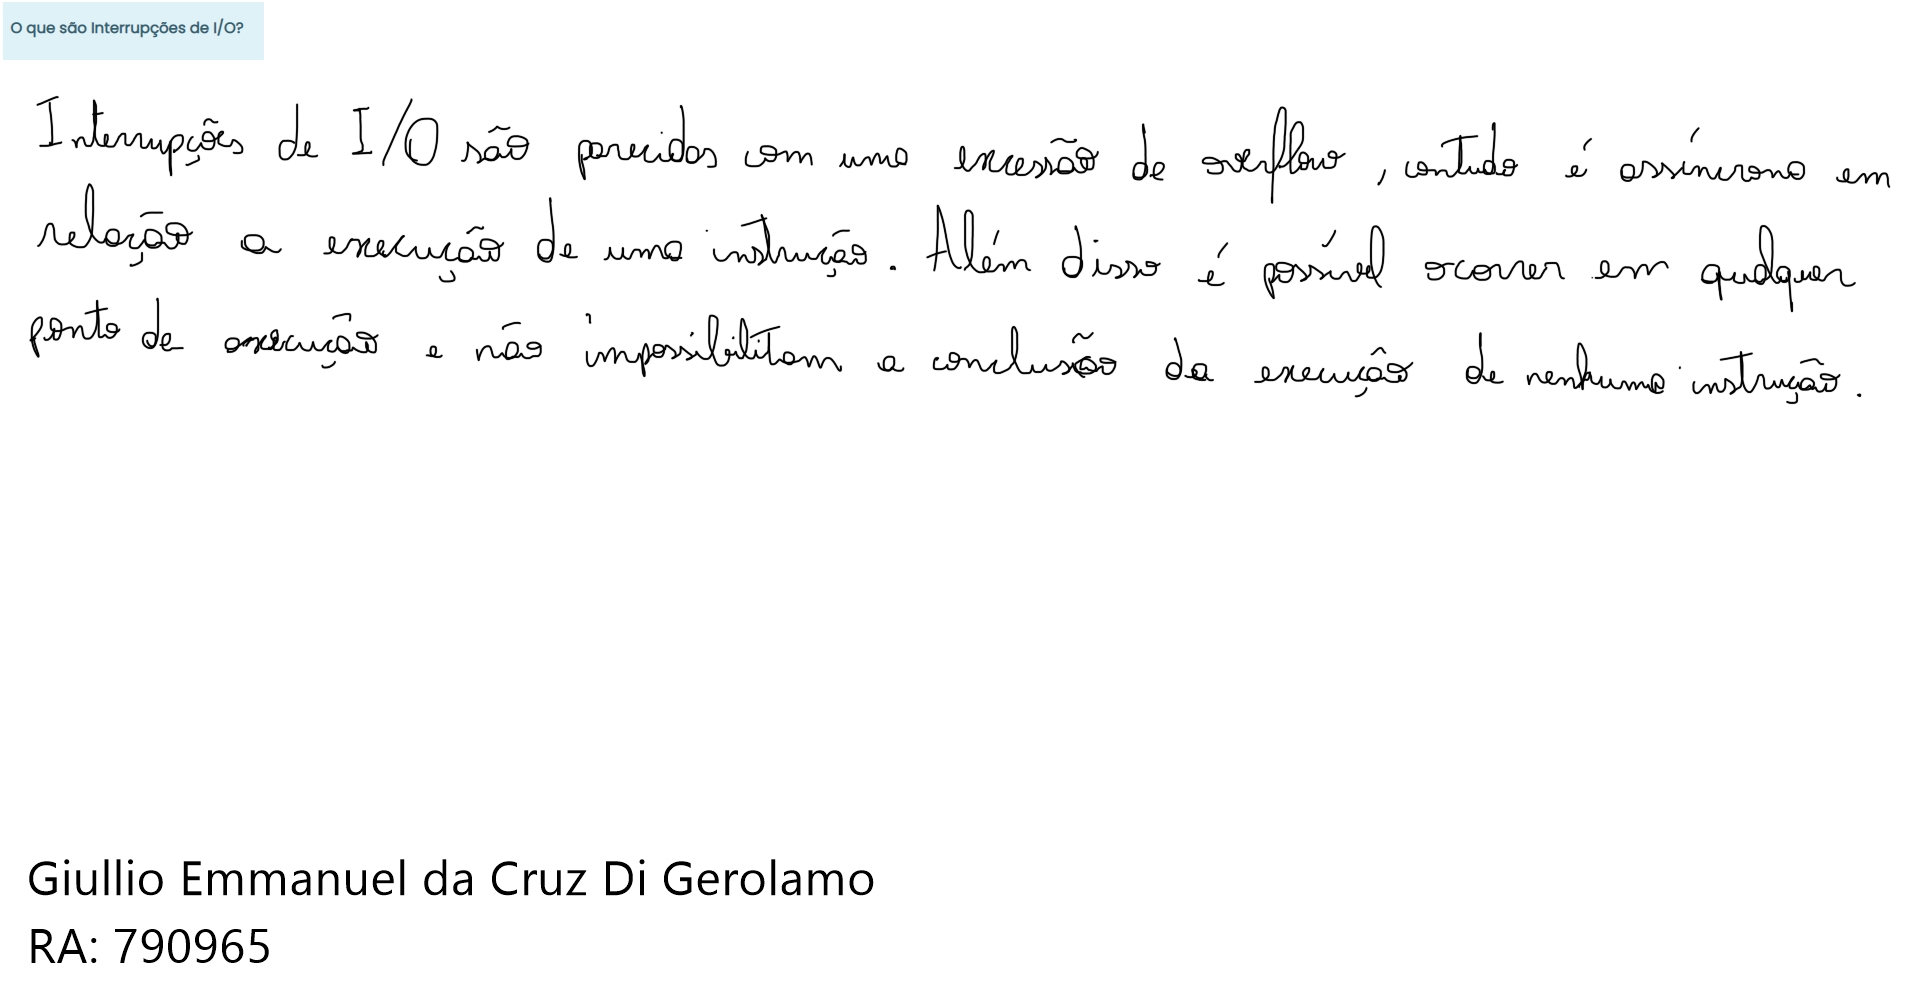 O que são Interrupções de I/O?
Interrupções de I/O são parecidas com uma excessão de overflow, contudo é assíncrono em
relação a execução de uma instrução. Além disso é possível ocorrer em qualquer
ponto de execução e não impossibilitam a conclusão da execução de nenhuma instrução.
Giullio Emmanuel da Cruz Di Gerolamo
RA: 790965